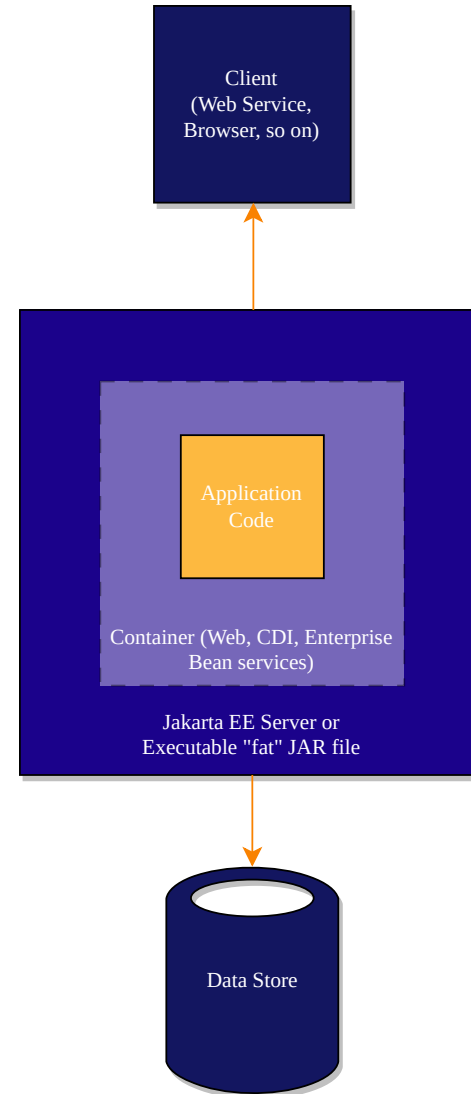 Client
(Web Service,
Browser, so on)
Application
Code
Container (Web, CDI, Enterprise
Bean services)
Jakarta EE Server or
Executable "fat" JAR file
Data Store